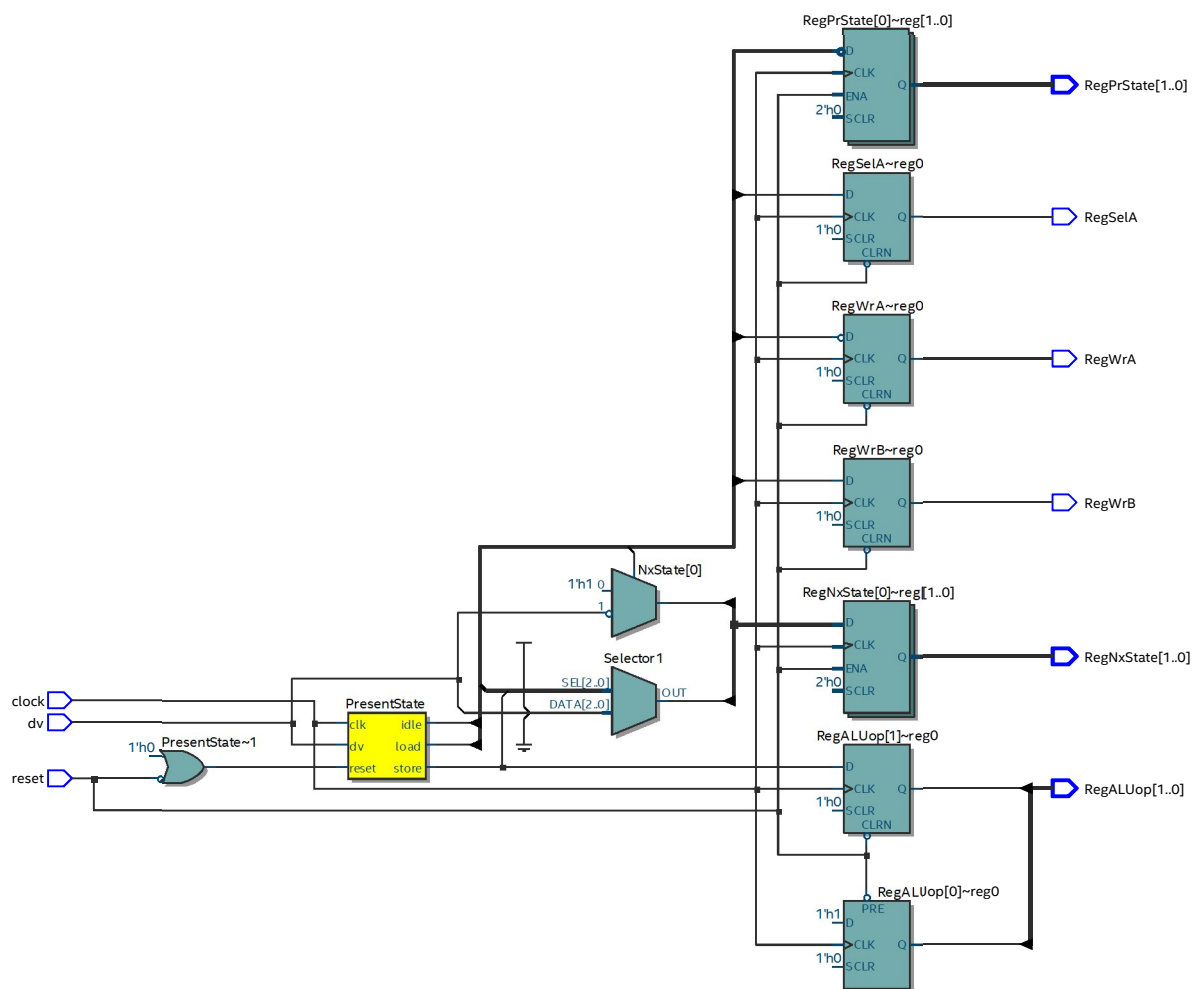 RegPrState[0]~reg[1..0]
D
CLK
ENA
2'h0
SCLR
Q
RegPrState[1..0]
RegSelA~reg0
D
CLK
1'h0
SCLR
CLRN
Q
RegSelA
RegWrA~reg0
D
CLK
1'h0
SCLR
CLRN
Q
RegWrA
RegWrB~reg0
D
CLK
1'h0
SCLR
CLRN
Q
RegWrB
NxState[0]
1'h1 0
1
RegNxState[0]~reg[1..0]
D
CLK
ENA
2'h0
SCLR
Q
RegNxState[1..0]
Selector1
SEL[2..0]
DATA[2..0]
OUT
clock
dv
reset
PresentState~1
1'h0
PresentState
clk idle
dv load
reset store
RegALUop[1]~reg0
D
CLK
1'h0
SCLR
CLRN
Q
RegALUop[1..0]
RegALUop[0]~reg0
PRE
1'h1
D
CLK
1'h0
SCLR
Q